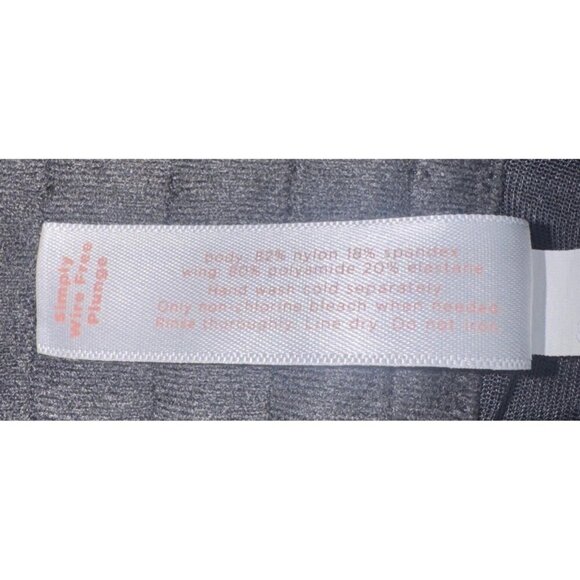 Simply
Wire Free
Plunge
body: 82% nylon 18% spandex
wing: 80% polyamide 20% elastane
Hand wash cold separately
Only non-chlorine bleach when needed
Rinse thoroughly. Line dry. Do not iron.